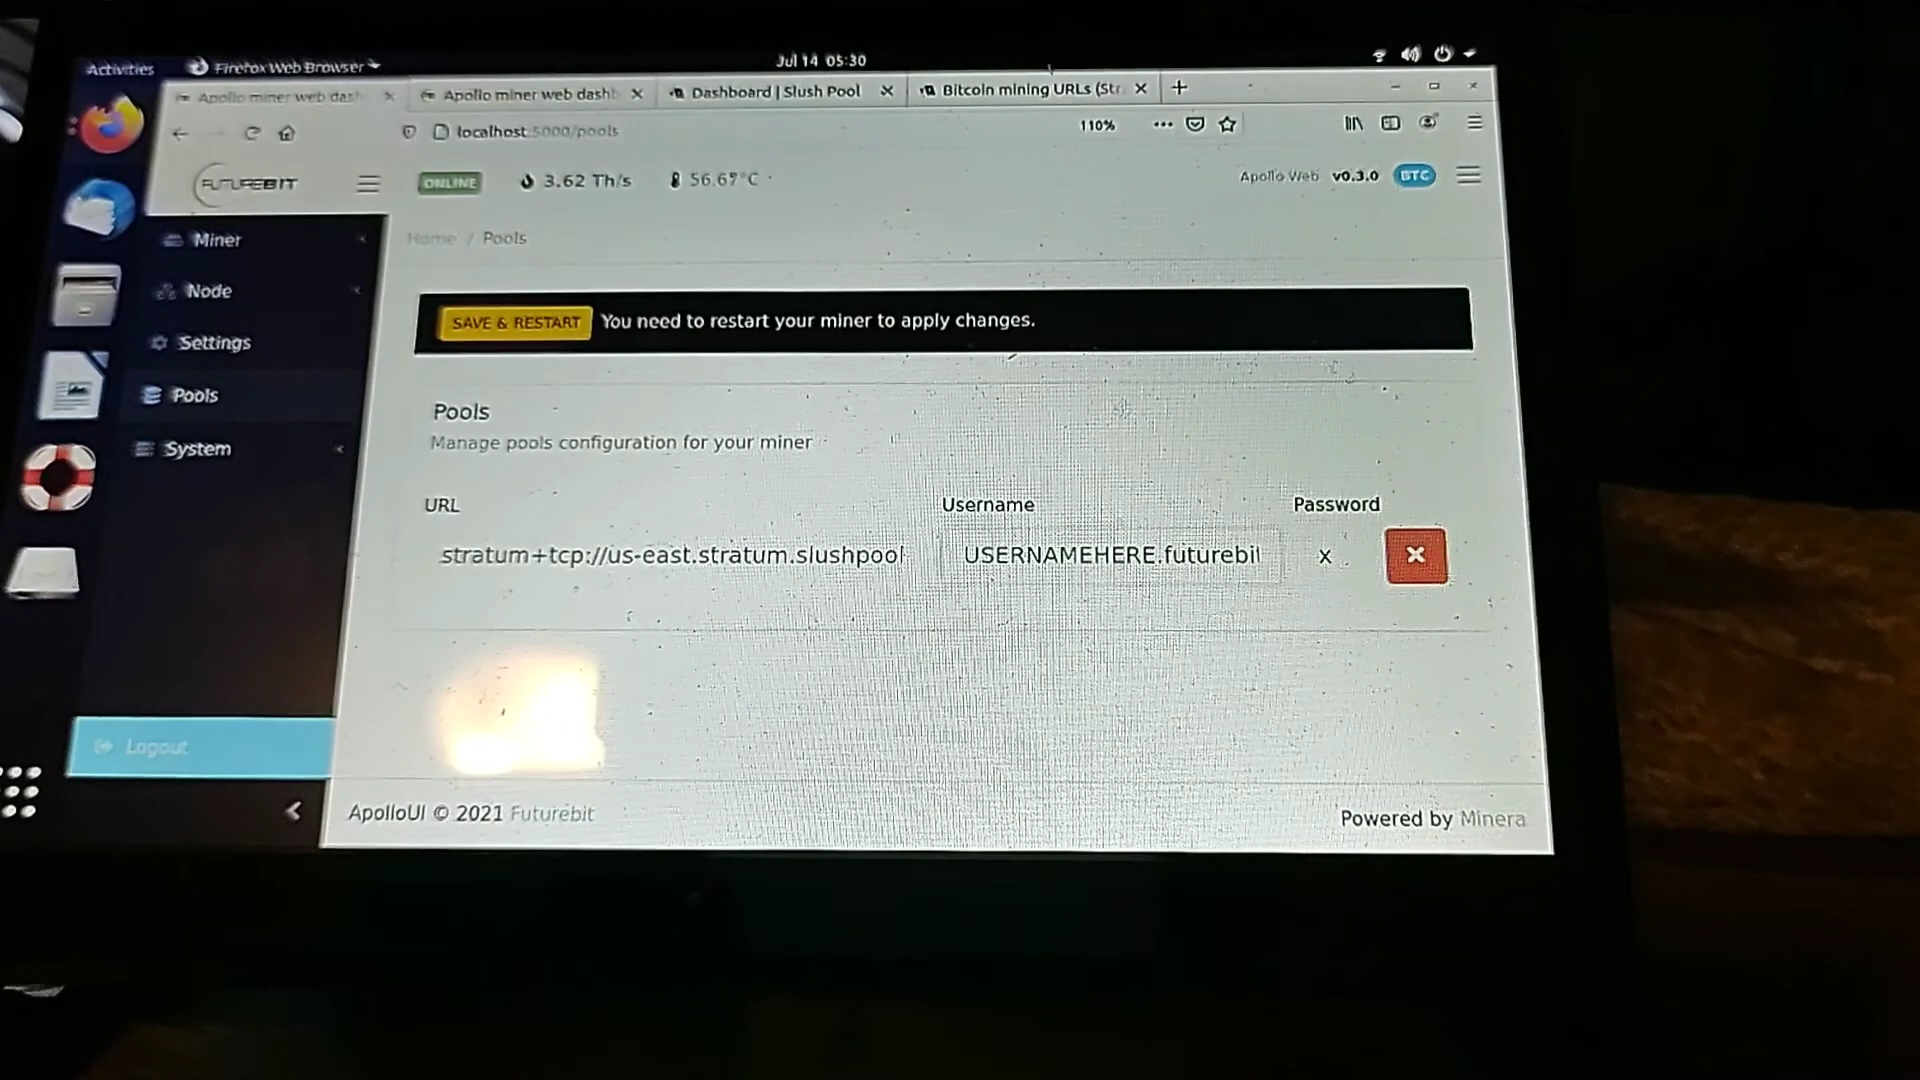 Activities Firefox Web Browser Jul 14 05:30
Apollo miner web dash Apollo miner web dashb Dashboard | Slush Pool Bitcoin mining URLs (Str
localhost:5000/pools 110%
FUTUREBIT ONLINE 3.62 Th/s 56.67°C Apollo Web v0.3.0 BTC
Miner
Node
Settings
Pools
System
Logout
Home / Pools
SAVE & RESTART You need to restart your miner to apply changes.
Pools
Manage pools configuration for your miner
URL Username Password
stratum+tcp://us-east.stratum.slushpool USERNAMEHERE.futurebit x
ApolloUI © 2021 Futurebit Powered by Minera